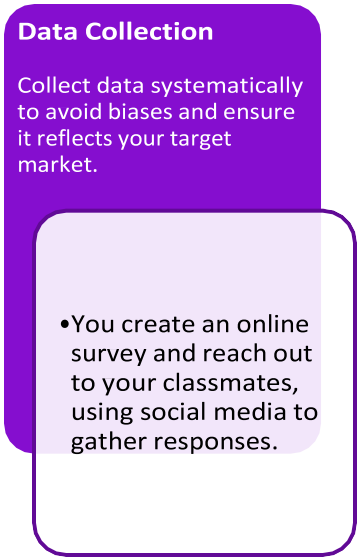 Data Collection
Collect data systematically
to avoid biases and ensure
it reflects your target
market.
•You create an online
survey and reach out
to your classmates,
using social media to
gather responses.